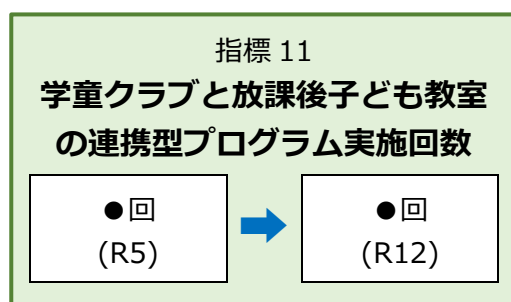 指標 11
学童クラブと放課後子ども教室
の連携型プログラム実施回数
●回
(R5)
●回
(R12)